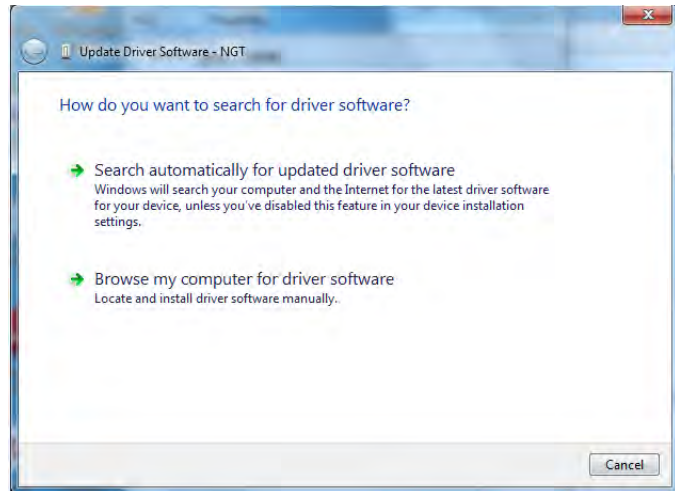 Update Driver Software - NGT
How do you want to search for driver software?
Search automatically for updated driver software
Windows will search your computer and the Internet for the latest driver software
for your device, unless you've disabled this feature in your device installation
settings.
Browse my computer for driver software
Locate and install driver software manually.
Cancel